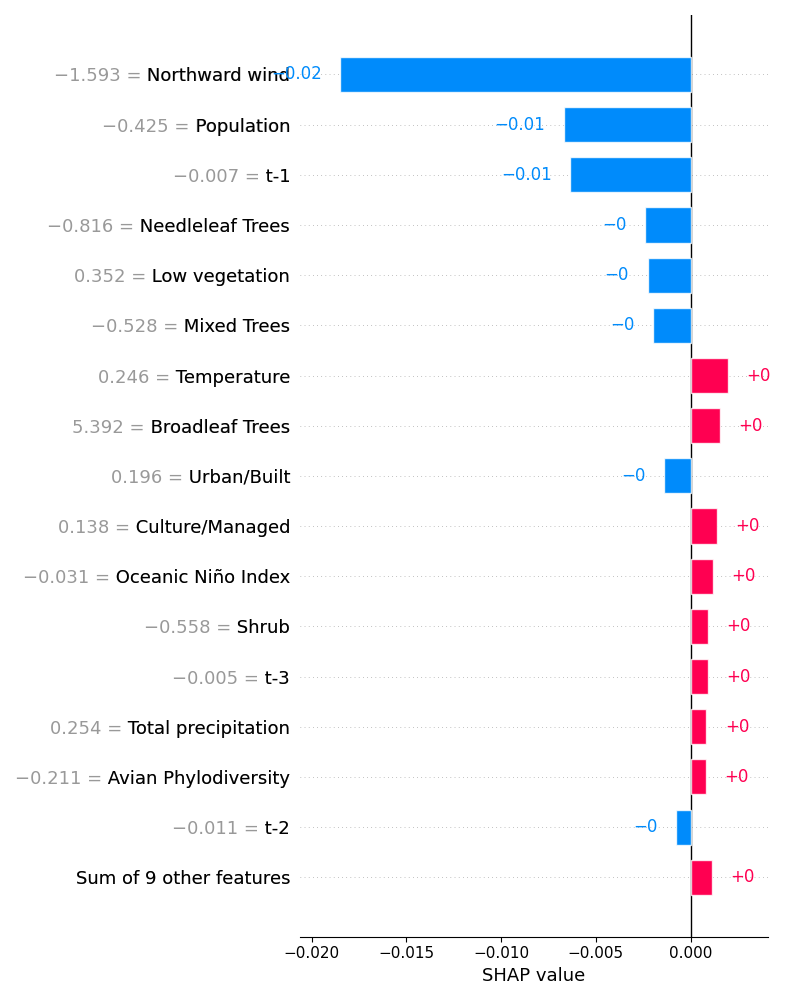 −1.593 = Northward wind −0.02
−0.425 = Population −0.01
−0.007 = t-1 −0.01
−0.816 = Needleleaf Trees −0
0.352 = Low vegetation −0
−0.528 = Mixed Trees −0
0.246 = Temperature +0
5.392 = Broadleaf Trees +0
0.196 = Urban/Built −0
0.138 = Culture/Managed +0
−0.031 = Oceanic Niño Index +0
−0.558 = Shrub +0
−0.005 = t-3 +0
0.254 = Total precipitation +0
−0.211 = Avian Phylodiversity +0
−0.011 = t-2 −0
Sum of 9 other features +0
−0.020 −0.015 −0.010 −0.005 0.000
SHAP value